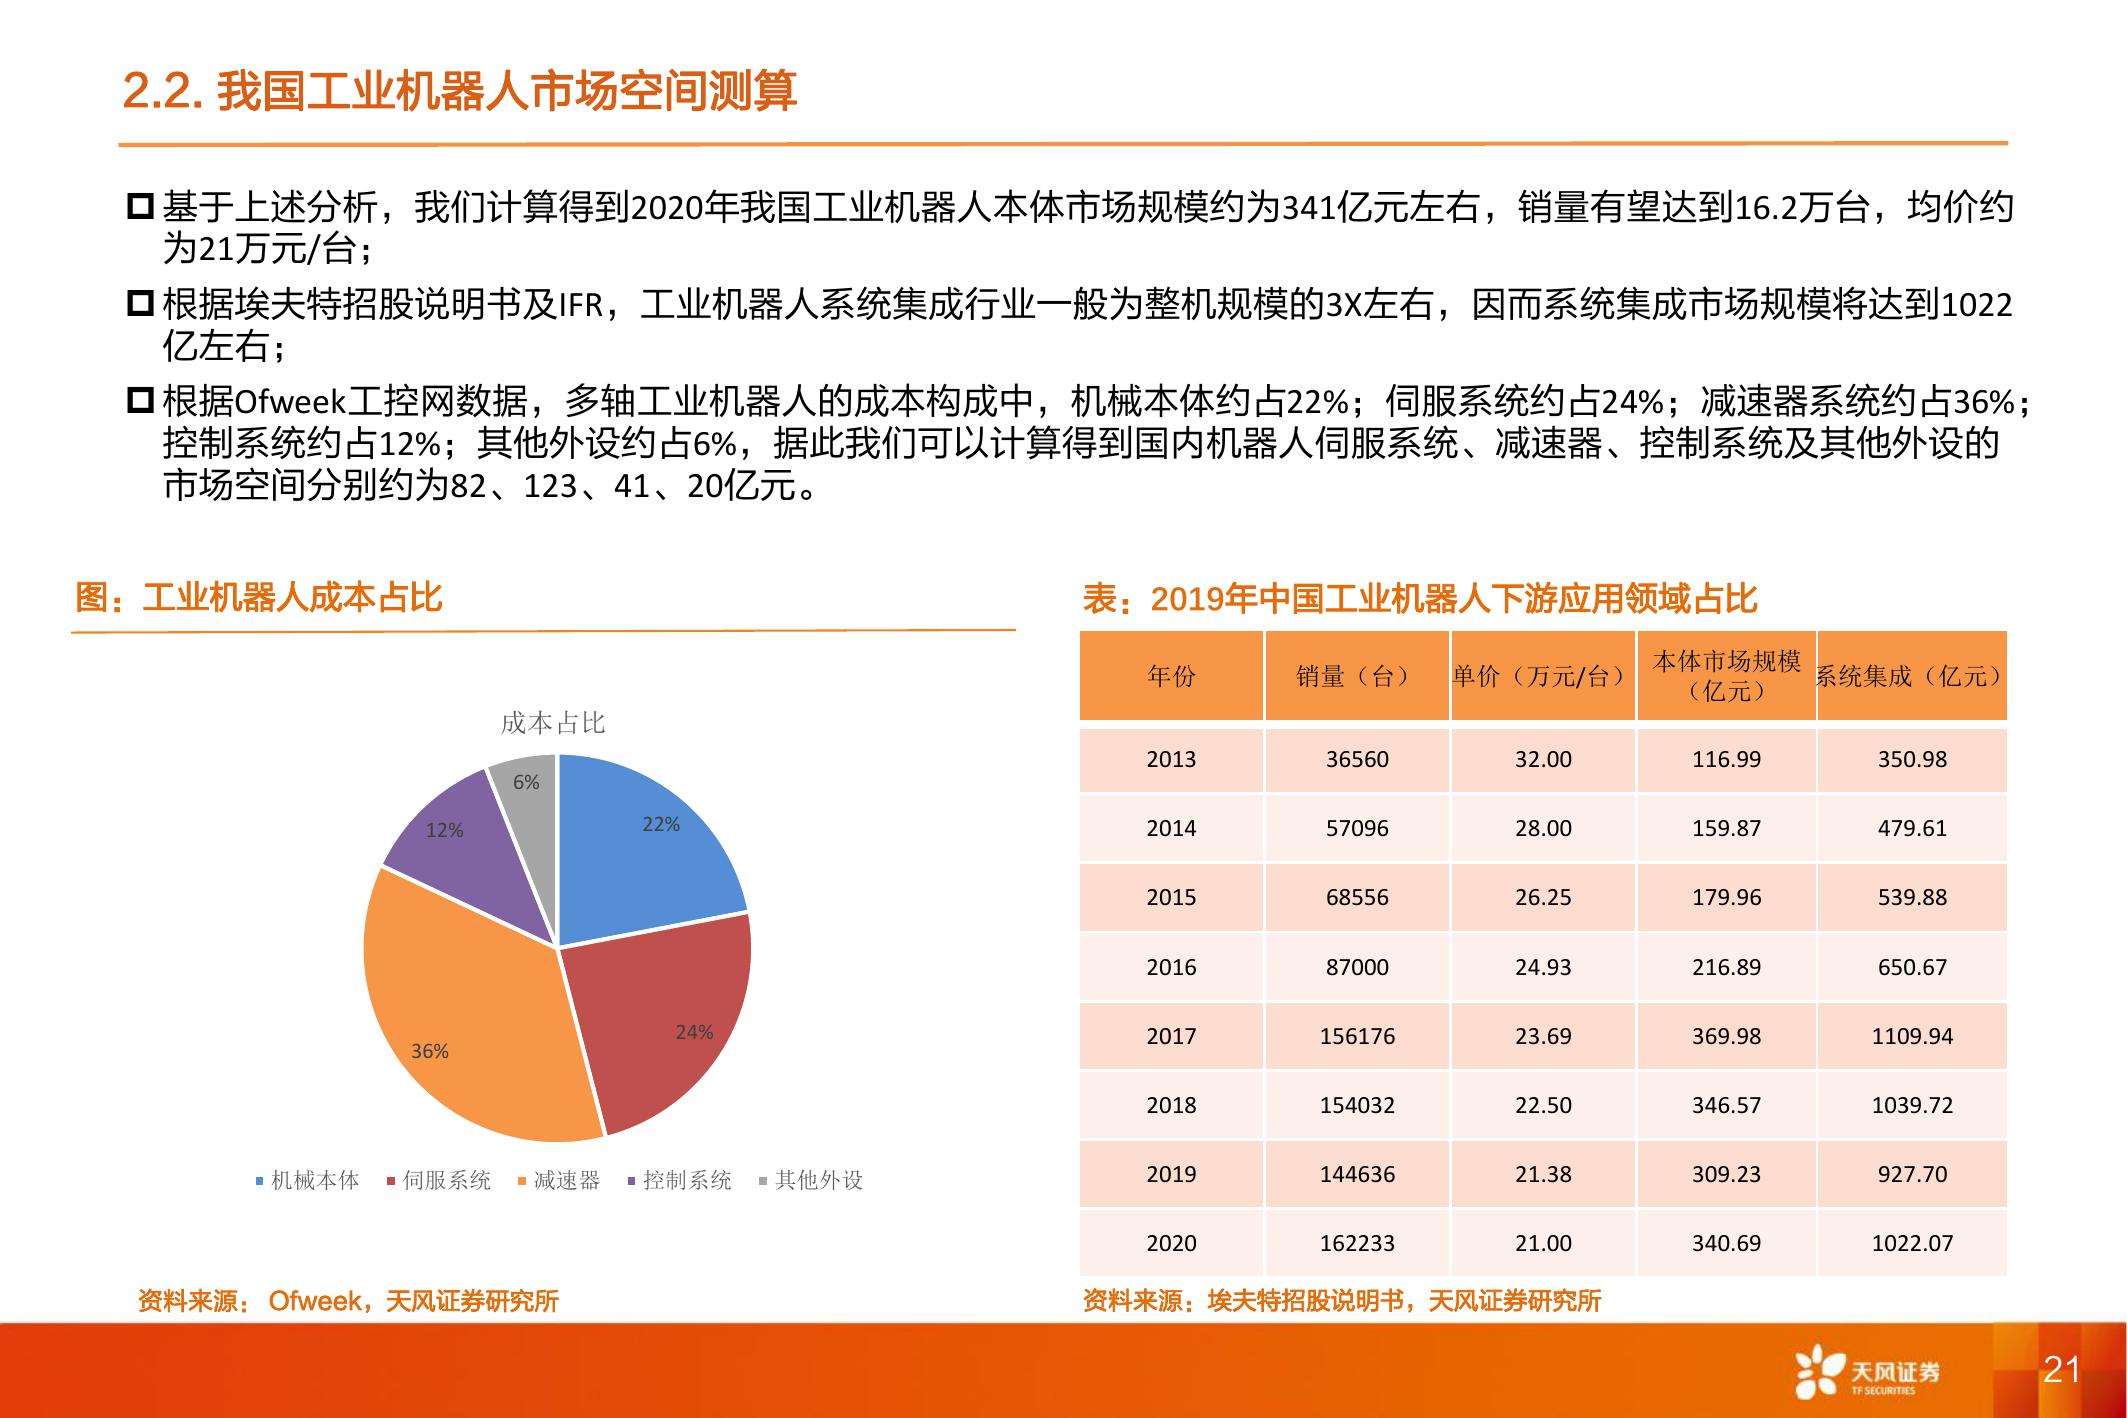 2.2. 我国工业机器人市场空间测算
基于上述分析，我们计算得到2020年我国工业机器人本体市场规模约为341亿元左右，销量有望达到16.2万台，均价约
为21万元/台；
根据埃夫特招股说明书及IFR，工业机器人系统集成行业一般为整机规模的3X左右，因而系统集成市场规模将达到1022
亿左右；
根据Ofweek工控网数据，多轴工业机器人的成本构成中，机械本体约占22%；伺服系统约占24%；减速器系统约占36%；
控制系统约占12%；其他外设约占6%，据此我们可以计算得到国内机器人伺服系统、减速器、控制系统及其他外设的
市场空间分别约为82、123、41、20亿元。
图：工业机器人成本占比
成本占比
6%
22%
12%
24%
36%
机械本体 伺服系统 减速器 控制系统 其他外设
资料来源： Ofweek，天风证券研究所
表：2019年中国工业机器人下游应用领域占比
年份 销量（台） 单价（万元/台） 本体市场规模（亿元） 系统集成（亿元）
2013 36560 32.00 116.99 350.98
2014 57096 28.00 159.87 479.61
2015 68556 26.25 179.96 539.88
2016 87000 24.93 216.89 650.67
2017 156176 23.69 369.98 1109.94
2018 154032 22.50 346.57 1039.72
2019 144636 21.38 309.23 927.70
2020 162233 21.00 340.69 1022.07
资料来源：埃夫特招股说明书，天风证券研究所
天风证券
TF SECURITIES
21